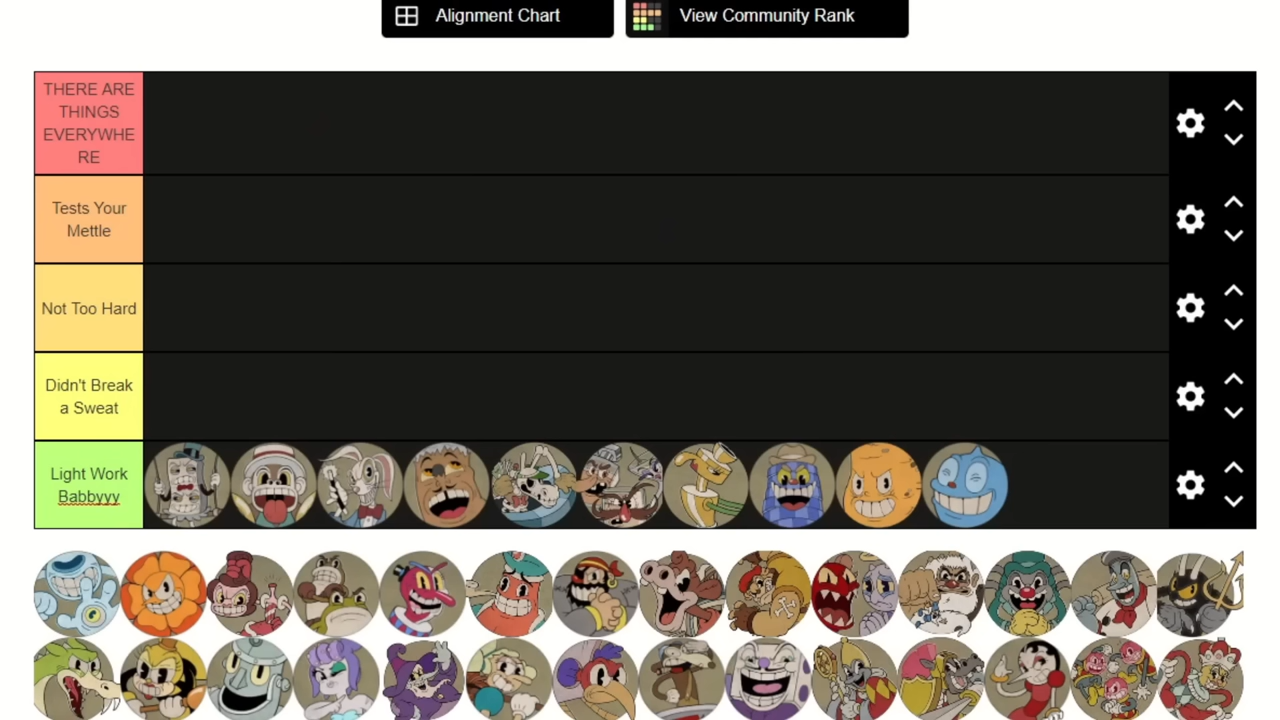 Alignment Chart
View Community Rank
THERE ARE
THINGS
EVERYWHE
RE
Tests Your
Mettle
Not Too Hard
Didn't Break
a Sweat
Light Work
Babbyyy